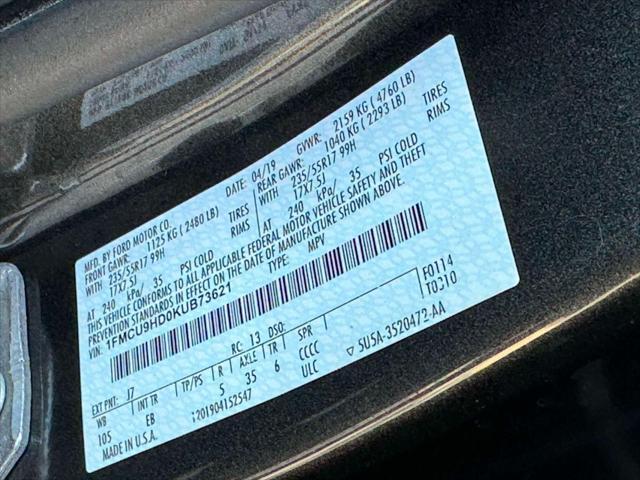 MFD. BY FORD MOTOR CO.
DATE: 04/19 GVWR: 2159 KG ( 4760 LB)
FRONT GAWR: 1125 KG ( 2480 LB) REAR GAWR: 1040 KG ( 2293 LB)
WITH 235/55R17 99H TIRES WITH 235/55R17 99H TIRES
17X7.5J RIMS 17X7.5J RIMS
AT 240 kPa/ 35 PSI COLD AT 240 kPa/ 35 PSI COLD
THIS VEHICLE CONFORMS TO ALL APPLICABLE FEDERAL MOTOR VEHICLE SAFETY AND THEFT
PREVENTION STANDARDS IN EFFECT ON THE DATE OF MANUFACTURE SHOWN ABOVE.
VIN: 1FMCU9HD0KUB73621 TYPE: MPV
F0114
T0310
EXT PNT: J7 RC: 13 DSO:
WB INT TR TP/PS R AXLE TR SPR
105 EB 5 35 6 CCCC
MADE IN U.S.A. 201904152547 ULC 5U5A-3520472-AA